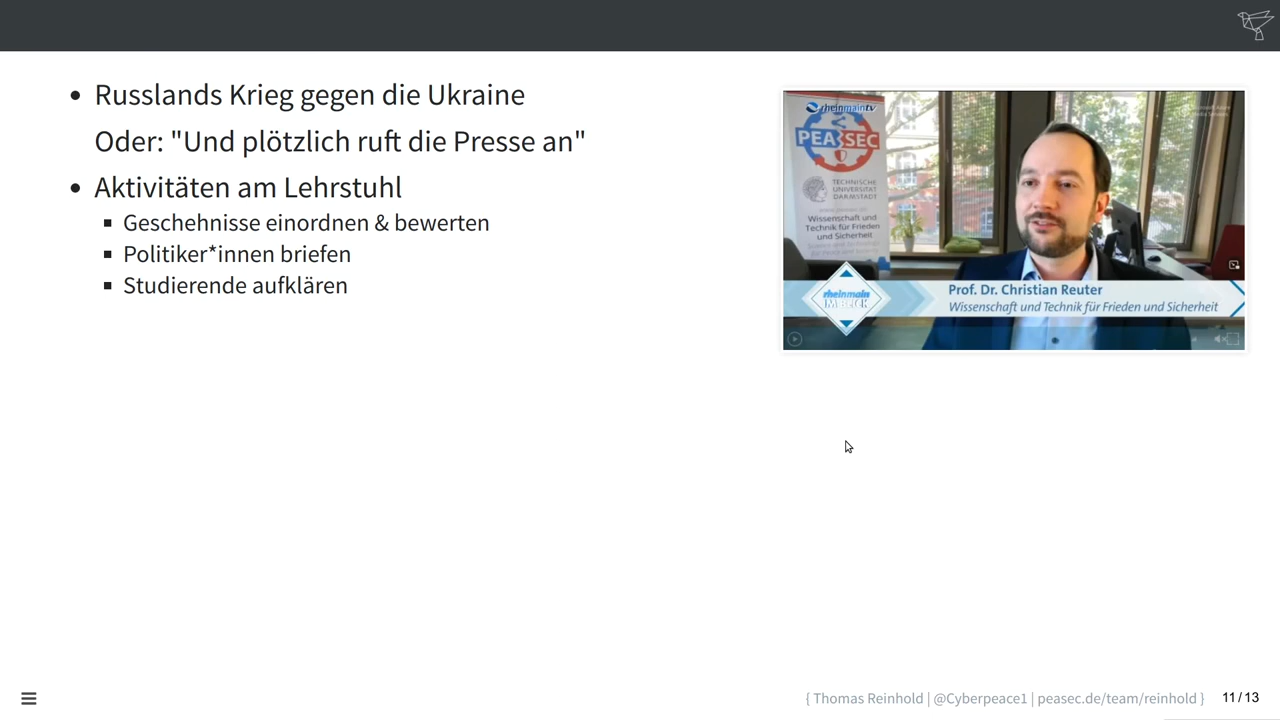 Russlands Krieg gegen die Ukraine
Oder: "Und plötzlich ruft die Presse an"
Aktivitäten am Lehrstuhl
Geschehnisse einordnen & bewerten
Politiker*innen briefen
Studierende aufklären
rheinmaintv
PEASEC
TECHNISCHE
UNIVERSITÄT
DARMSTADT
Wissenschaft und
Technik für Frieden
und Sicherheit
Prof. Dr. Christian Reuter
Wissenschaft und Technik für Frieden und Sicherheit
rheinmain
IM BLICK
{ Thomas Reinhold | @Cyberpeace1 | peasec.de/team/reinhold }
11 / 13